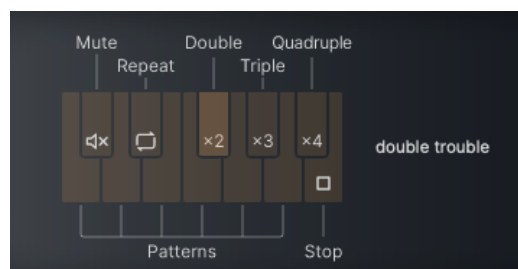 Mute Double Quadruple
Repeat Triple
×2 ×3 ×4
double trouble
Patterns Stop